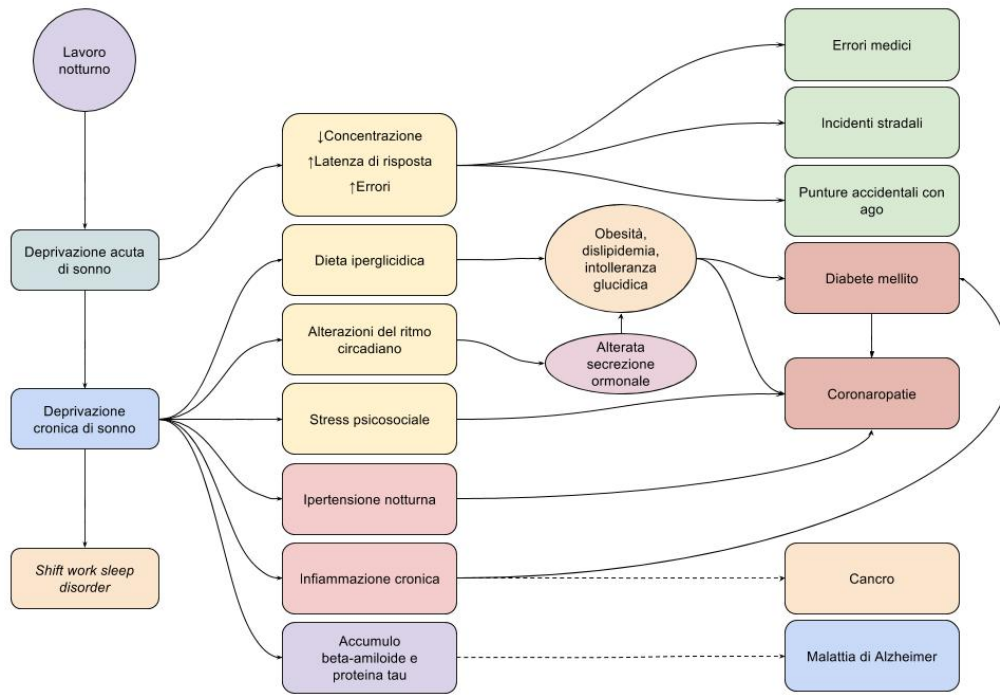 Lavoro
notturno
Deprivazione acuta
di sonno
Deprivazione
cronica di sonno
Shift work sleep
disorder
↓Concentrazione
↑Latenza di risposta
↑Errori
Dieta iperglicidica
Alterazioni del ritmo
circadiano
Stress psicosociale
Ipertensione notturna
Infiammazione cronica
Accumulo
beta-amiloide e
proteina tau
Obesità,
dislipidemia,
intolleranza
glucidica
Alterata
secrezione
ormonale
Errori medici
Incidenti stradali
Punture accidentali con
ago
Diabete mellito
Coronaropatie
Cancro
Malattia di Alzheimer